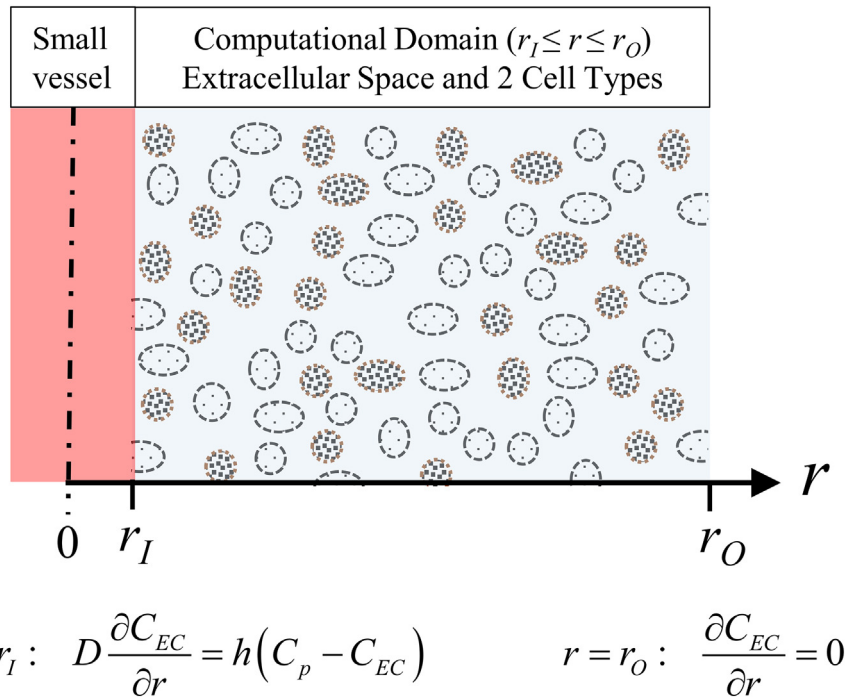 Small
vessel
Computational Domain (r_I ≤ r ≤ r_O)
Extracellular Space and 2 Cell Types
r
0
r_I
r_O
r_I : D ∂C_EC/∂r = h(C_p − C_EC)
r = r_O : ∂C_EC/∂r = 0